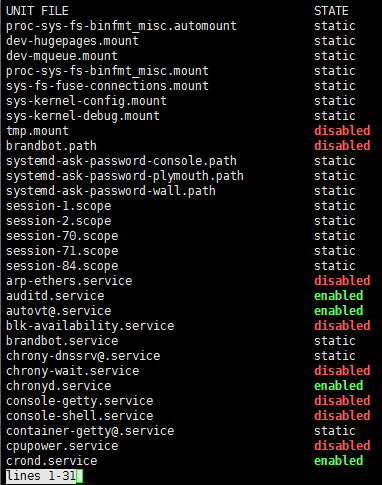 UNIT FILE STATE
proc-sys-fs-binfmt_misc.automount static
dev-hugepages.mount static
dev-mqueue.mount static
proc-sys-fs-binfmt_misc.mount static
sys-fs-fuse-connections.mount static
sys-kernel-config.mount static
sys-kernel-debug.mount static
tmp.mount disabled
brandbot.path disabled
systemd-ask-password-console.path static
systemd-ask-password-plymouth.path static
systemd-ask-password-wall.path static
session-1.scope static
session-2.scope static
session-70.scope static
session-71.scope static
session-84.scope static
arp-ethers.service disabled
auditd.service enabled
autovt@.service enabled
blk-availability.service disabled
brandbot.service static
chrony-dnssrv@.service static
chrony-wait.service disabled
chronyd.service enabled
console-getty.service disabled
console-shell.service disabled
container-getty@.service static
cpupower.service disabled
crond.service enabled
lines 1-31